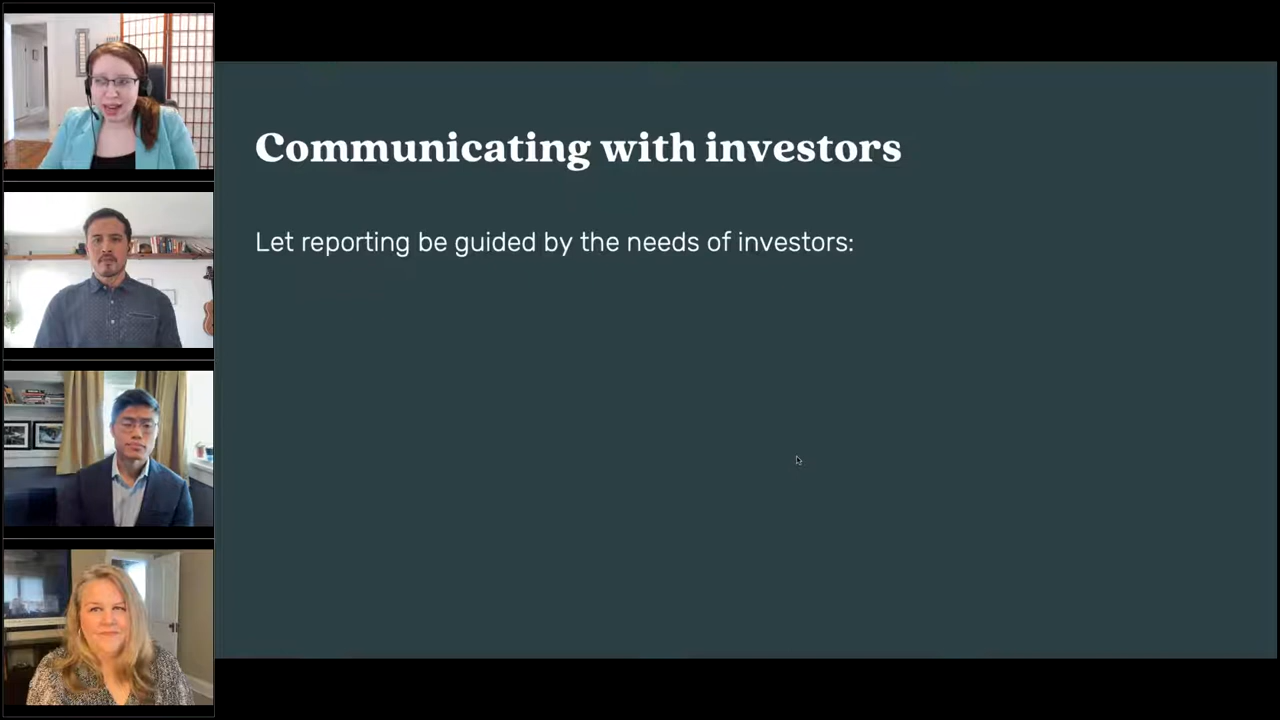 Communicating with investors
Let reporting be guided by the needs of investors: